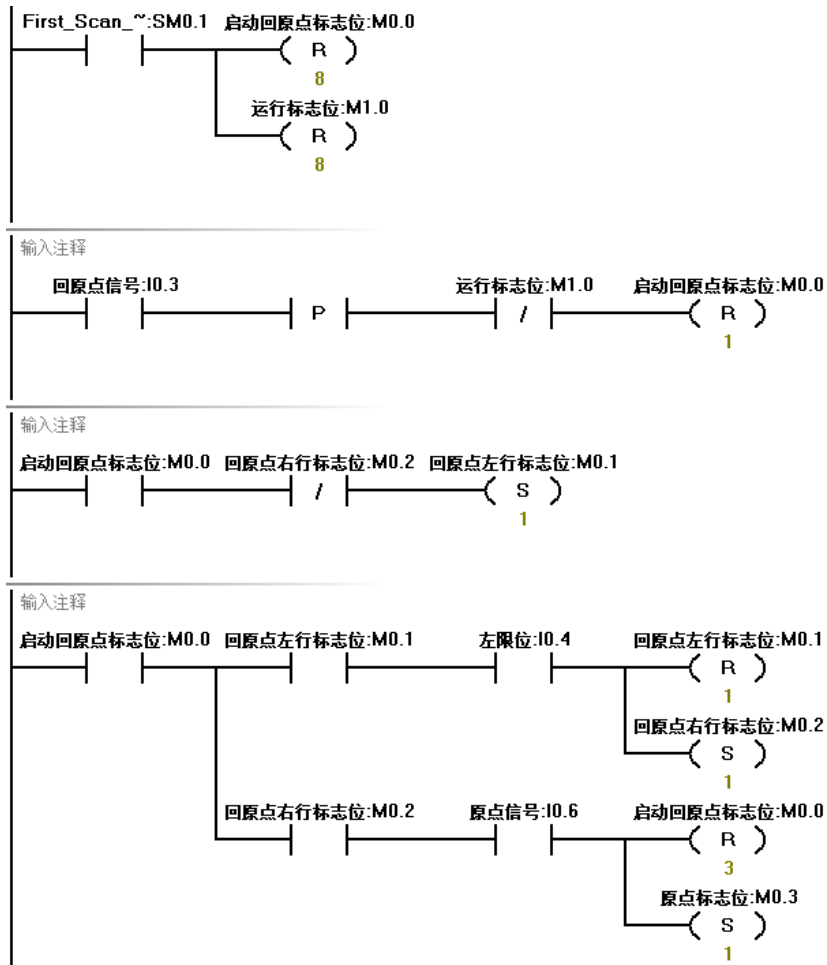 First_Scan_~:SM0.1 启动回原点标志位:M0.0
R
8
运行标志位:M1.0
R
8
输入注释
回原点信号:I0.3 运行标志位:M1.0 启动回原点标志位:M0.0
P / R
1
输入注释
启动回原点标志位:M0.0 回原点右行标志位:M0.2 回原点左行标志位:M0.1
/ S
1
输入注释
启动回原点标志位:M0.0 回原点左行标志位:M0.1 左限位:I0.4 回原点左行标志位:M0.1
R
1
回原点右行标志位:M0.2
S
1
回原点右行标志位:M0.2 原点信号:I0.6 启动回原点标志位:M0.0
R
3
原点标志位:M0.3
S
1